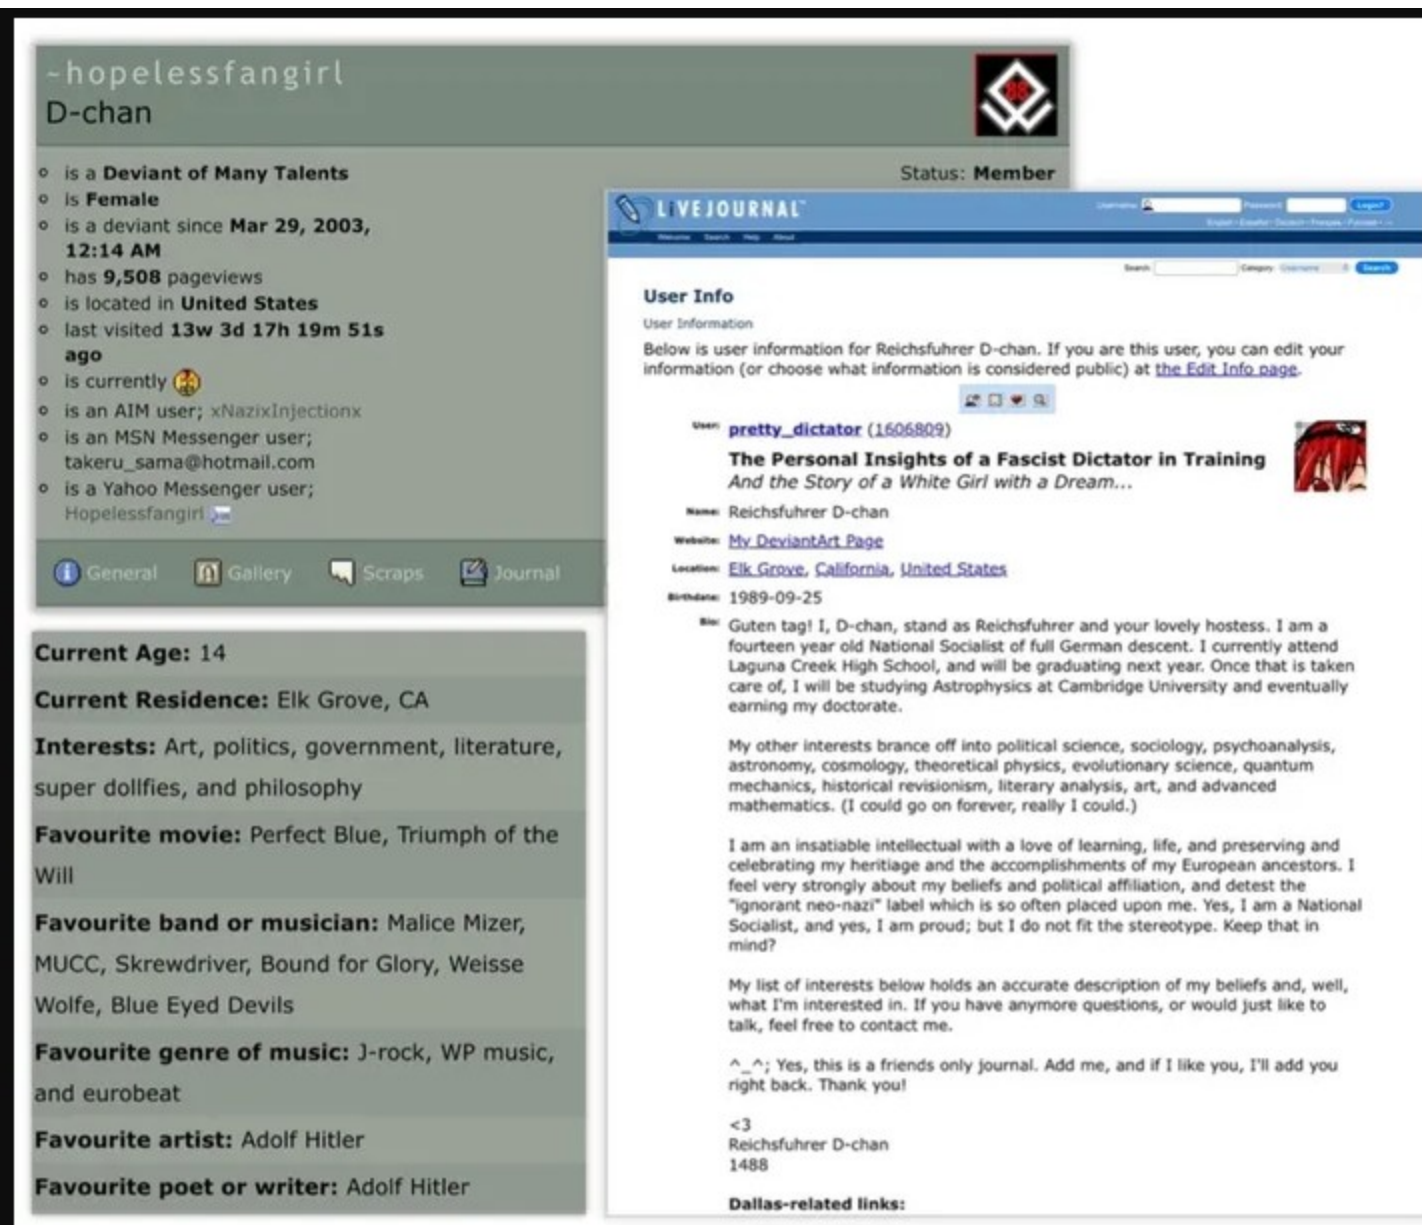 ~hopelessfangirl
D-chan
88
is a Deviant of Many Talents
is Female
is a deviant since Mar 29, 2003,
12:14 AM
has 9,508 pageviews
is located in United States
last visited 13w 3d 17h 19m 51s
ago
is currently
is an AIM user; xNazixInjectionx
is an MSN Messenger user;
takeru_sama@hotmail.com
is a Yahoo Messenger user;
Hopelessfangirl
Status: Member
General Gallery Scraps Journal
Current Age: 14
Current Residence: Elk Grove, CA
Interests: Art, politics, government, literature,
super dollfies, and philosophy
Favourite movie: Perfect Blue, Triumph of the
Will
Favourite band or musician: Malice Mizer,
MUCC, Skrewdriver, Bound for Glory, Weisse
Wolfe, Blue Eyed Devils
Favourite genre of music: J-rock, WP music,
and eurobeat
Favourite artist: Adolf Hitler
Favourite poet or writer: Adolf Hitler
LIVEJOURNAL
Username: Password: Login?
English • Español • Deutsch • Français • Русский
Welcome Search Help About
Search: Category: Username Search
User Info
User Information
Below is user information for Reichsfuhrer D-chan. If you are this user, you can edit your
information (or choose what information is considered public) at the Edit Info page.
User: pretty_dictator (1606809)
The Personal Insights of a Fascist Dictator in Training
And the Story of a White Girl with a Dream...
Name: Reichsfuhrer D-chan
Website: My DeviantArt Page
Location: Elk Grove, California, United States
Birthdate: 1989-09-25
Bio: Guten tag! I, D-chan, stand as Reichsfuhrer and your lovely hostess. I am a
fourteen year old National Socialist of full German descent. I currently attend
Laguna Creek High School, and will be graduating next year. Once that is taken
care of, I will be studying Astrophysics at Cambridge University and eventually
earning my doctorate.
My other interests brance off into political science, sociology, psychoanalysis,
astronomy, cosmology, theoretical physics, evolutionary science, quantum
mechanics, historical revisionism, literary analysis, art, and advanced
mathematics. (I could go on forever, really I could.)
I am an insatiable intellectual with a love of learning, life, and preserving and
celebrating my heritiage and the accomplishments of my European ancestors. I
feel very strongly about my beliefs and political affiliation, and detest the
"ignorant neo-nazi" label which is so often placed upon me. Yes, I am a National
Socialist, and yes, I am proud; but I do not fit the stereotype. Keep that in
mind?
My list of interests below holds an accurate description of my beliefs and, well,
what I'm interested in. If you have anymore questions, or would just like to
talk, feel free to contact me.
^_^; Yes, this is a friends only journal. Add me, and if I like you, I'll add you
right back. Thank you!
<3
Reichsfuhrer D-chan
1488
Dallas-related links: